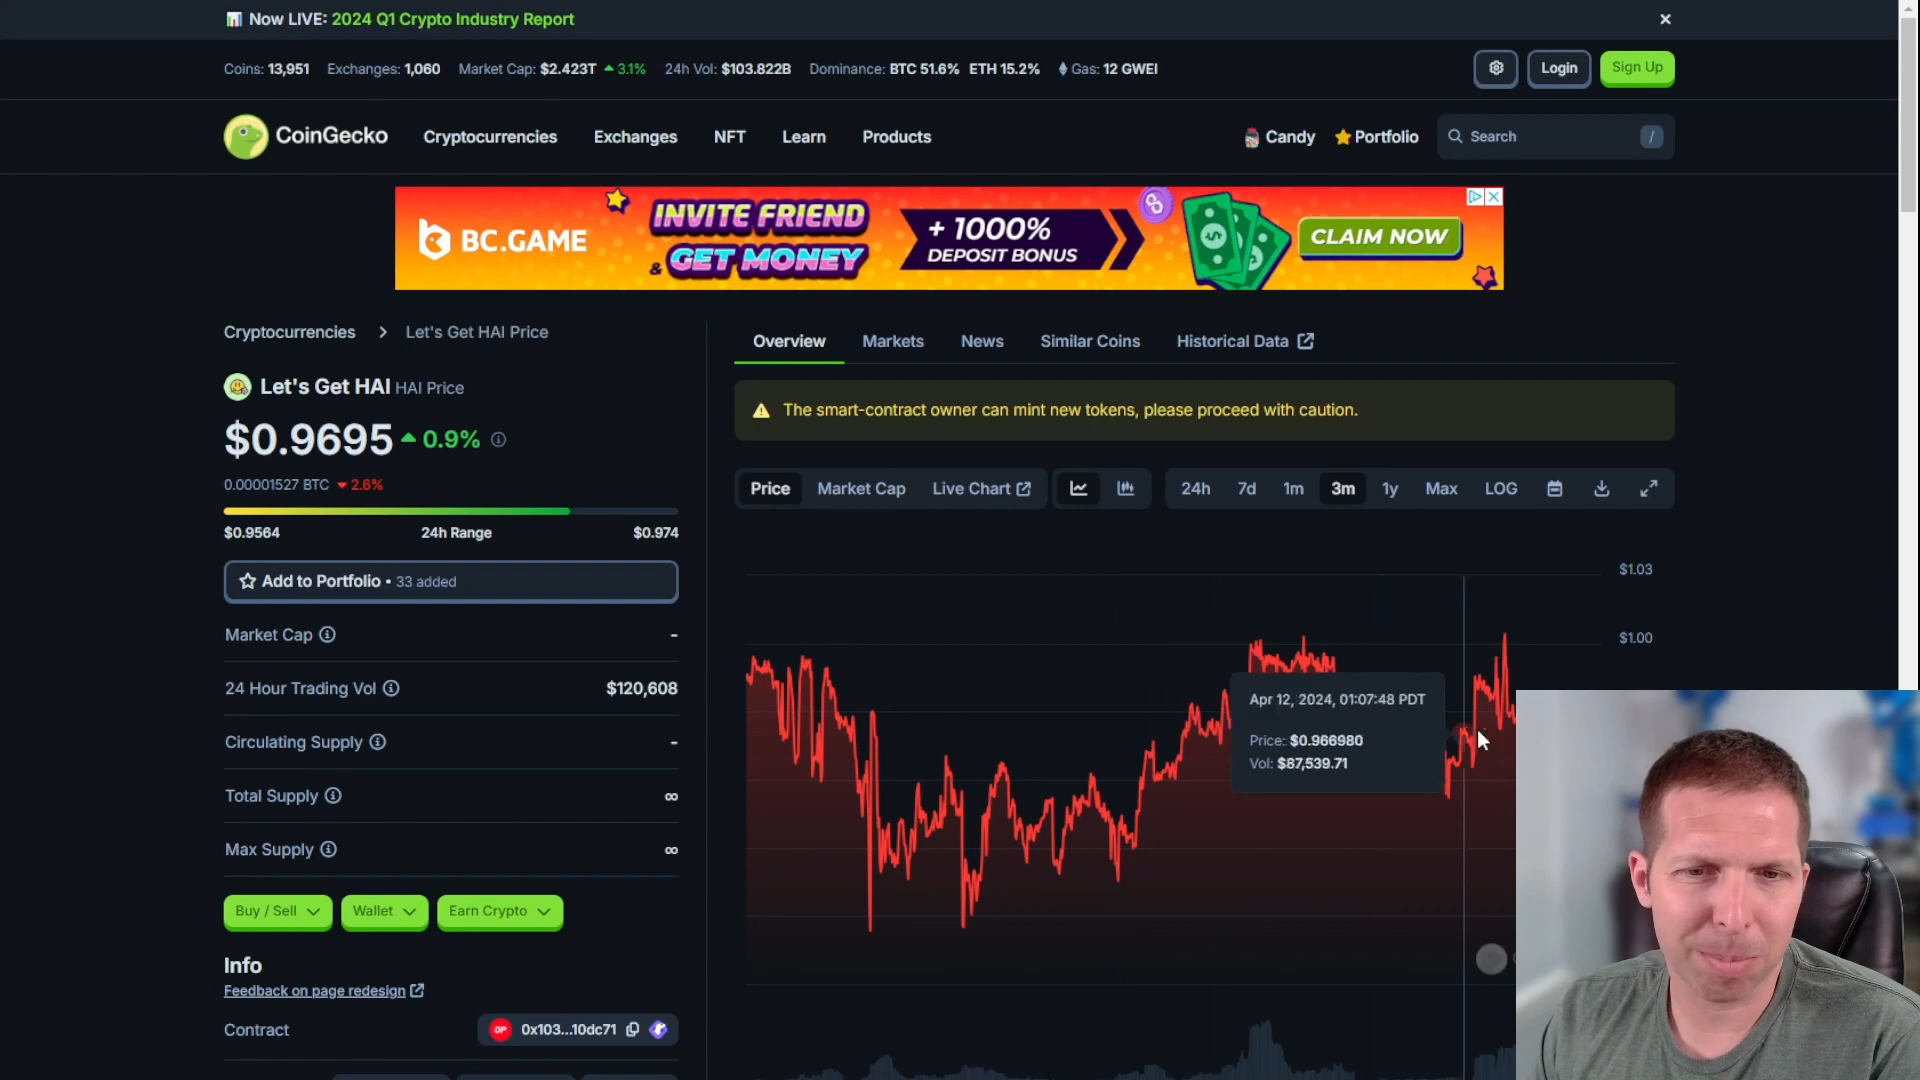 Now LIVE: 2024 Q1 Crypto Industry Report
Coins: 13,951 Exchanges: 1,060 Market Cap: $2.423T 3.1% 24h Vol: $103.822B Dominance: BTC 51.6% ETH 15.2% Gas: 12 GWEI
Login
Sign Up
CoinGecko
Cryptocurrencies Exchanges NFT Learn Products
Candy Portfolio
Search /
BC.GAME
INVITE FRIEND
& GET MONEY
+ 1000%
DEPOSIT BONUS
CLAIM NOW
Cryptocurrencies > Let's Get HAI Price
Let's Get HAI HAI Price
$0.9695 0.9%
0.00001527 BTC 2.6%
$0.9564 24h Range $0.974
Add to Portfolio • 33 added
Market Cap -
24 Hour Trading Vol $120,608
Circulating Supply -
Total Supply ∞
Max Supply ∞
Buy / Sell Wallet Earn Crypto
Info
Feedback on page redesign
Contract OP 0x103...10dc71
Overview Markets News Similar Coins Historical Data
The smart-contract owner can mint new tokens, please proceed with caution.
Price Market Cap Live Chart 24h 7d 1m 3m 1y Max LOG
$1.03
$1.00
Apr 12, 2024, 01:07:48 PDT
Price: $0.966980
Vol: $87,539.71